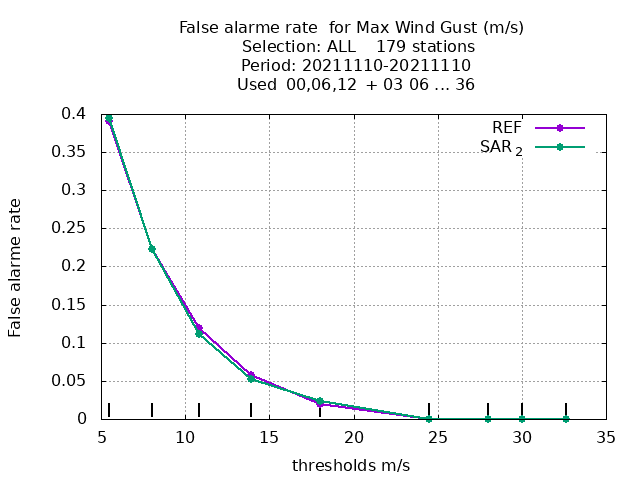 False alarme rate for Max Wind Gust (m/s)
Selection: ALL 179 stations
Period: 20211110-20211110
Used 00,06,12 + 03 06 ... 36
REF
SAR 2
0.4
0.35
0.3
0.25
0.2
0.15
0.1
0.05
0
False alarme rate
5 10 15 20 25 30 35
thresholds m/s